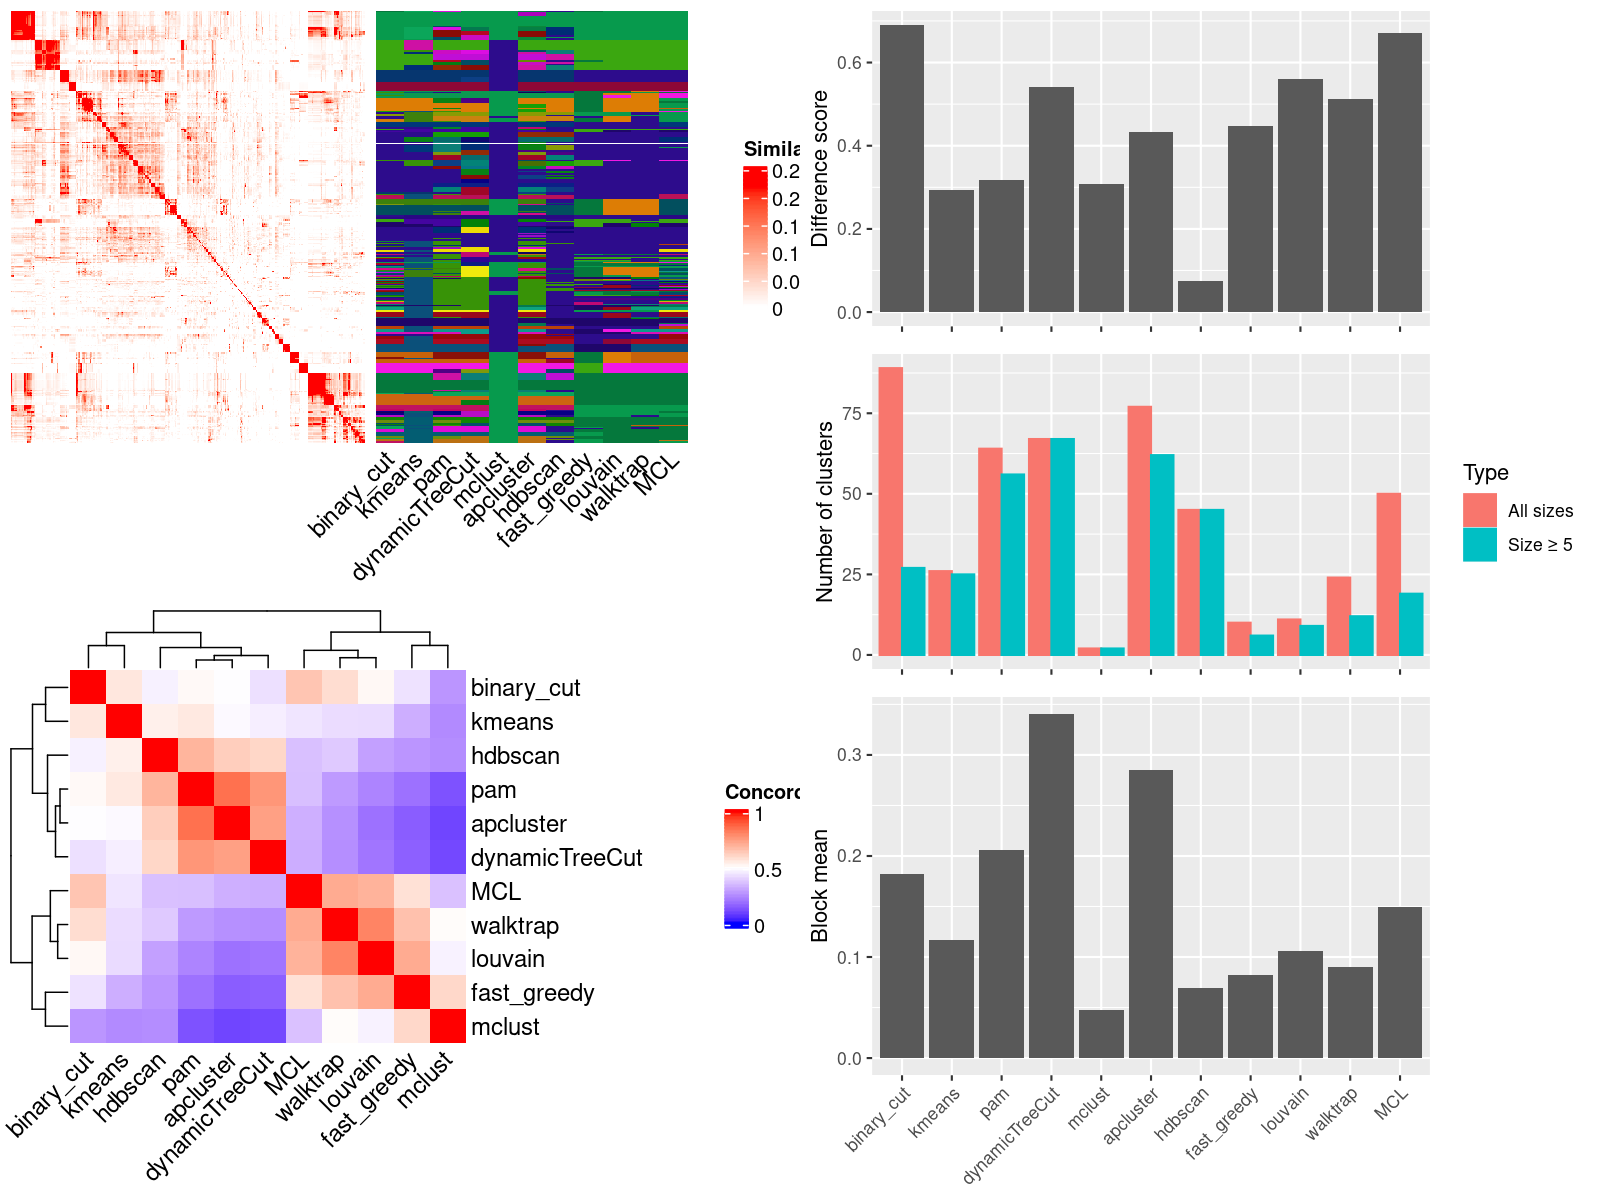 Simila
0.2
0.2
0.1
0.1
0.0
0
binary_cut
kmeans
pam
dynamicTreeCut
mclust
apcluster
hdbscan
fast_greedy
louvain
walktrap
MCL
binary_cut
kmeans
hdbscan
pam
apcluster
dynamicTreeCut
MCL
walktrap
louvain
fast_greedy
mclust
Concord
1
0.5
0
binary_cut
kmeans
hdbscan
pam
apcluster
dynamicTreeCut
MCL
walktrap
louvain
fast_greedy
mclust
Difference score
0.6
0.4
0.2
0.0
Number of clusters
75
50
25
0
Type
All sizes
Size ≥ 5
Block mean
0.3
0.2
0.1
0.0
binary_cut
kmeans
pam
dynamicTreeCut
mclust
apcluster
hdbscan
fast_greedy
louvain
walktrap
MCL